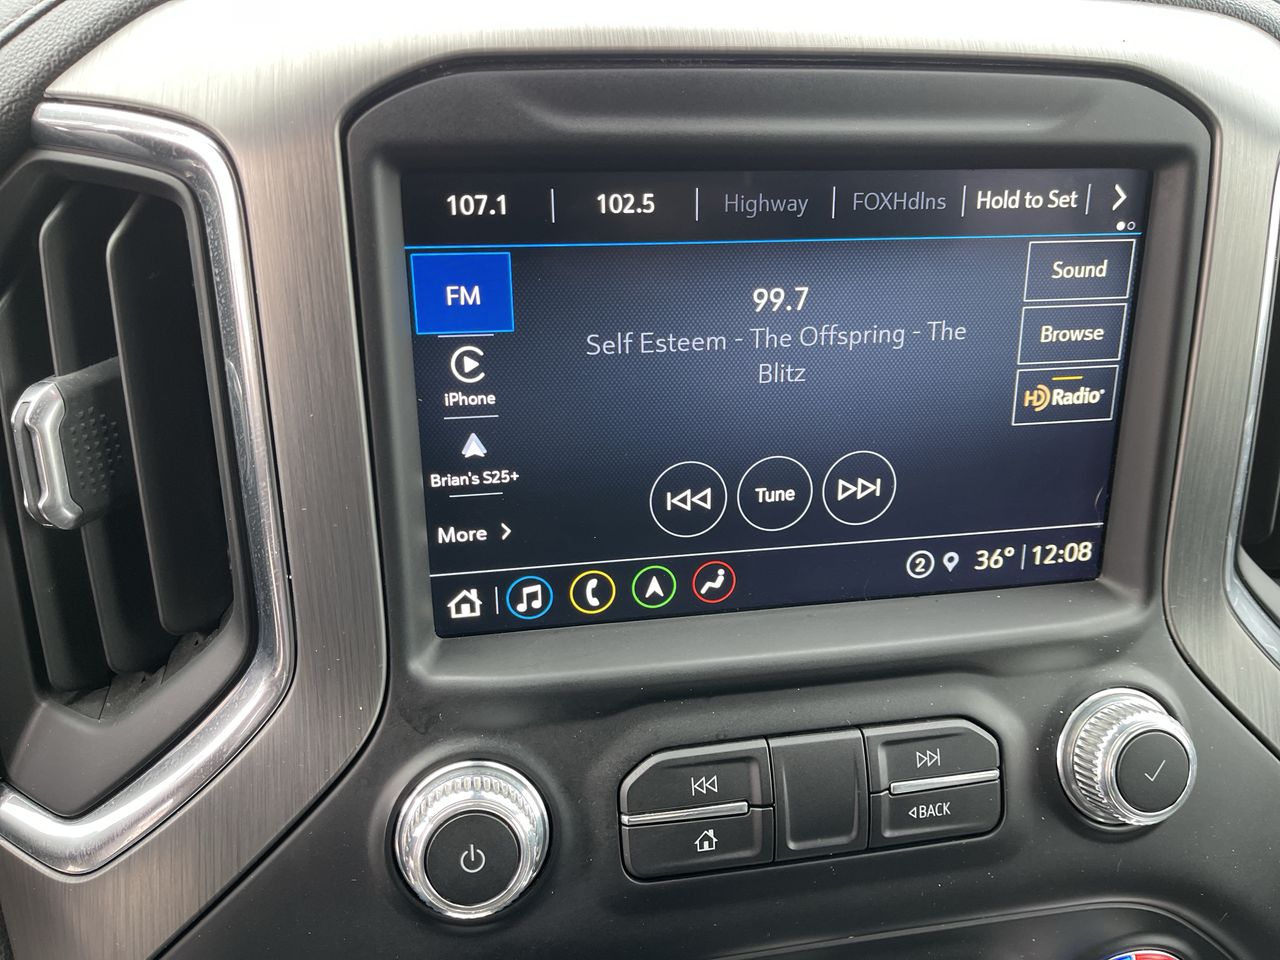 107.1 | 102.5 | Highway | FOXHdlns | Hold to Set |
FM
99.7
Self Esteem - The Offspring - The
Blitz
Sound
Browse
HD Radio
iPhone
Brian's S25+
More
Tune
2 36° | 12:08
BACK